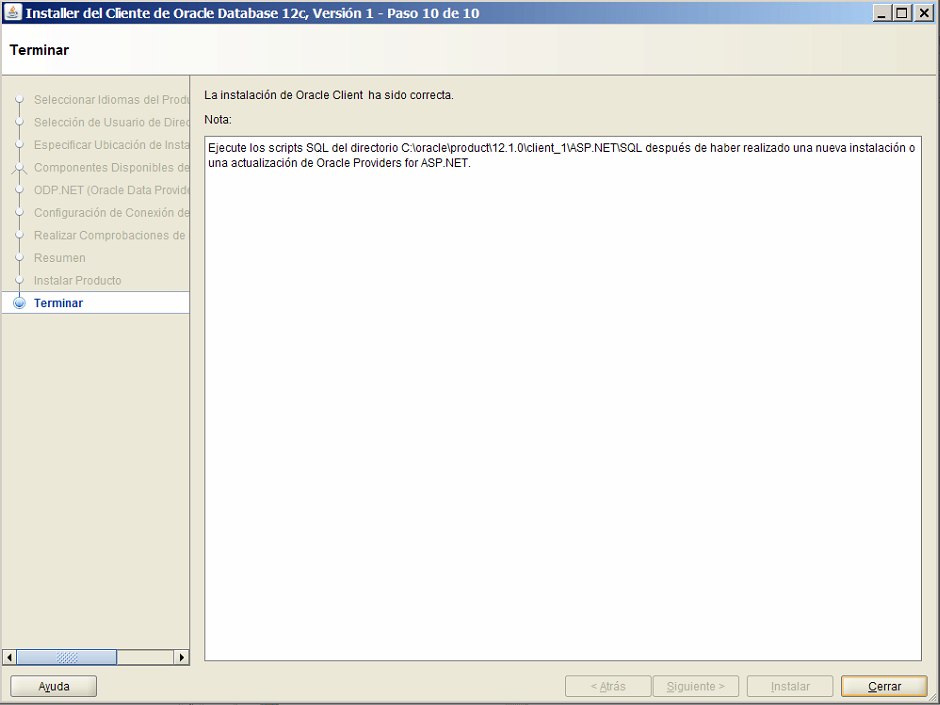 Installer del Cliente de Oracle Database 12c, Versión 1 - Paso 10 de 10
Terminar
Seleccionar Idiomas del Produ
Selección de Usuario de Direc
Especificar Ubicación de Insta
Componentes Disponibles de
ODP.NET (Oracle Data Provide
Configuración de Conexión de
Realizar Comprobaciones de
Resumen
Instalar Producto
Terminar
La instalación de Oracle Client ha sido correcta.
Nota:
Ejecute los scripts SQL del directorio C:\oracle\product\12.1.0\client_1\ASP.NET\SQL después de haber realizado una nueva instalación o
una actualización de Oracle Providers for ASP.NET.
Ayuda
< Atrás
Siguiente >
Instalar
Cerrar